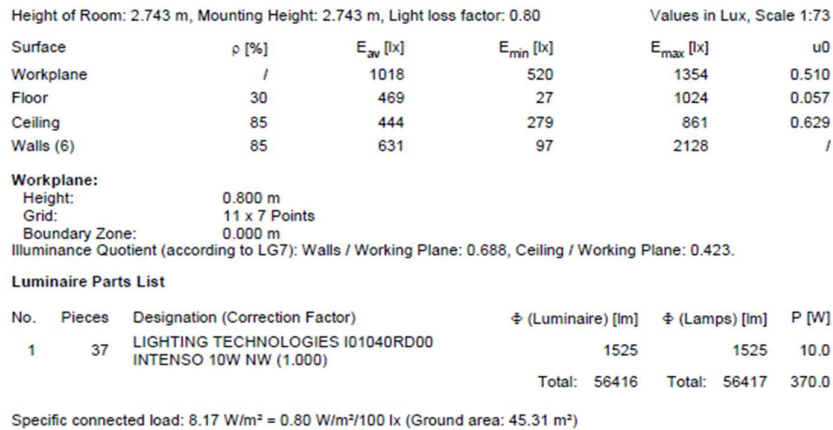 Height of Room: 2.743 m, Mounting Height: 2.743 m, Light loss factor: 0.80 Values in Lux, Scale 1:73
Surface ρ [%] Eav [lx] Emin [lx] Emax [lx] u0
Workplane / 1018 520 1354 0.510
Floor 30 469 27 1024 0.057
Ceiling 85 444 279 861 0.629
Walls (6) 85 631 97 2128 /
Workplane:
Height: 0.800 m
Grid: 11 x 7 Points
Boundary Zone: 0.000 m
Illuminance Quotient (according to LG7): Walls / Working Plane: 0.688, Ceiling / Working Plane: 0.423.
Luminaire Parts List
No. Pieces Designation (Correction Factor) Φ (Luminaire) [lm] Φ (Lamps) [lm] P [W]
1 37 LIGHTING TECHNOLOGIES I01040RD00
INTENSO 10W NW (1.000) 1525 1525 10.0
Total: 56416 Total: 56417 370.0
Specific connected load: 8.17 W/m² = 0.80 W/m²/100 lx (Ground area: 45.31 m²)